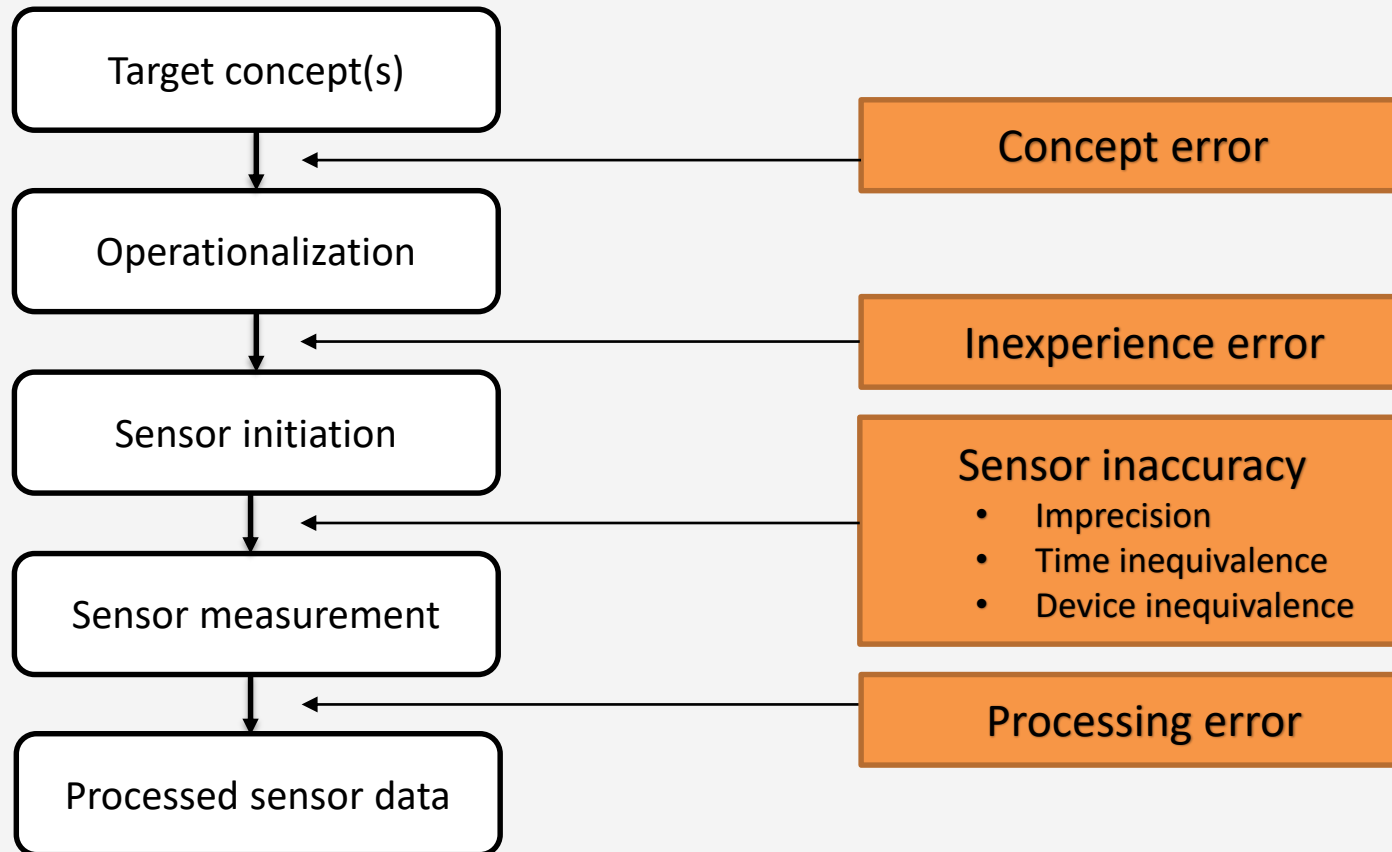 Target concept(s)
Concept error
Operationalization
Inexperience error
Sensor initiation
Sensor inaccuracy
• Imprecision
• Time inequivalence
• Device inequivalence
Sensor measurement
Processing error
Processed sensor data